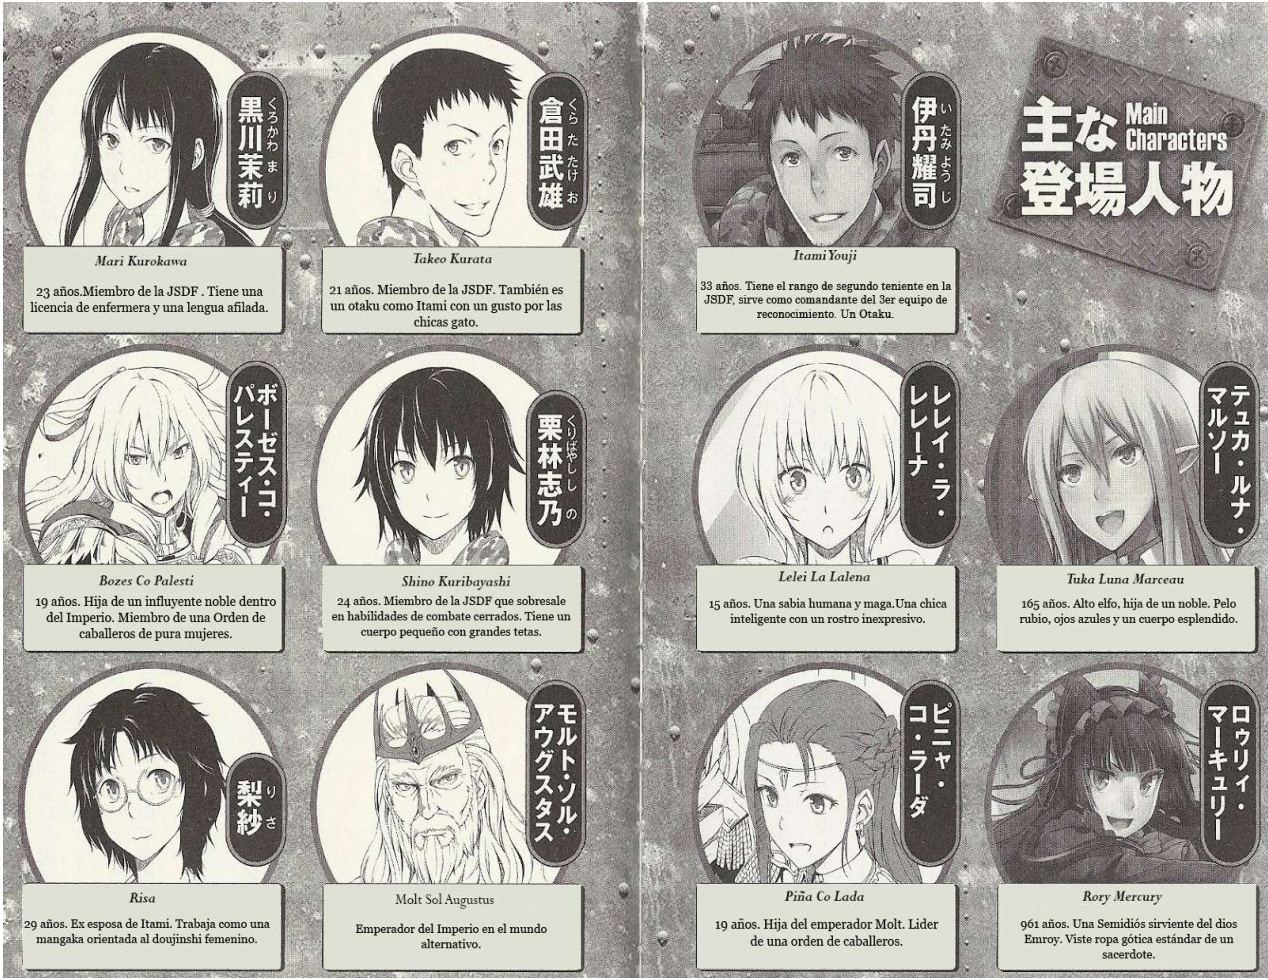 主な
Main
Characters
登場人物
伊丹耀司
いたみようじ
Itami Youji
33 años. Tiene el rango de segundo teniente en la
JSDF, sirve como comandante del 3er equipo de
reconocimiento. Un Otaku.
テュカ・ルナ・
マルソー
Tuka Luna Marceau
165 años. Alto elfo, hija de un noble. Pelo
rubio, ojos azules y un cuerpo esplendido.
レレイ・ラ・
レレーナ
Lelei La Lalena
15 años. Una sabia humana y maga.Una chica
inteligente con un rostro inexpresivo.
ロゥリィ・
マーキュリー
Rory Mercury
961 años. Una Semidiós sirviente del dios
Emroy. Viste ropa gótica estándar de un
sacerdote.
ピニャ・
コ・ラーダ
Piña Co Lada
19 años. Hija del emperador Molt. Lider
de una orden de caballeros.
倉田武雄
くらたたけお
Takeo Kurata
21 años. Miembro de la JSDF. También es
un otaku como Itami con un gusto por las
chicas gato.
黒川茉莉
くろかわまり
Mari Kurokawa
23 años.Miembro de la JSDF . Tiene una
licencia de enfermera y una lengua afilada.
栗林志乃
くりばやししの
Shino Kuribayashi
24 años. Miembro de la JSDF que sobresale
en habilidades de combate cerrados. Tiene un
cuerpo pequeño con grandes tetas.
ボーゼス・コ・
パレスティー
Bozes Co Palesti
19 años. Hija de un influyente noble dentro
del Imperio. Miembro de una Orden de
caballeros de pura mujeres.
モルト・ソル・
アウグスタス
Molt Sol Augustus
Emperador del Imperio en el mundo
alternativo.
梨紗
りさ
Risa
29 años. Ex esposa de Itami. Trabaja como una
mangaka orientada al doujinshi femenino.